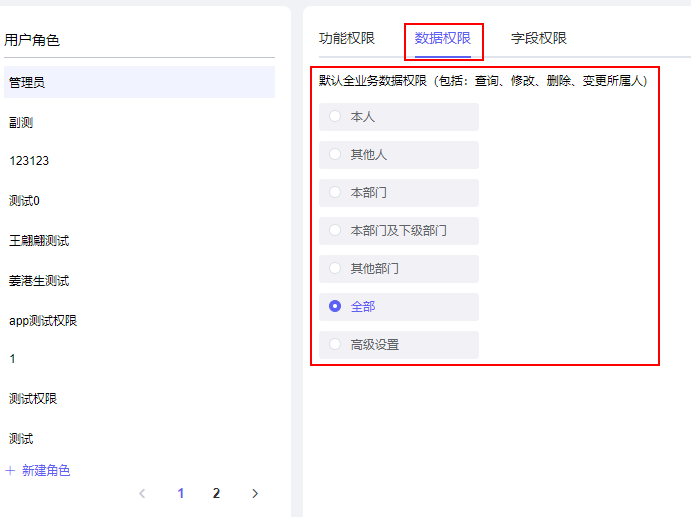 用户角色
管理员
副测
123123
测试0
王翩翩测试
姜港生测试
app测试权限
1
测试权限
测试
+ 新建角色
< 1 2 >
功能权限 数据权限 字段权限
默认全业务数据权限（包括：查询、修改、删除、变更所属人）
本人
其他人
本部门
本部门及下级部门
其他部门
全部
高级设置